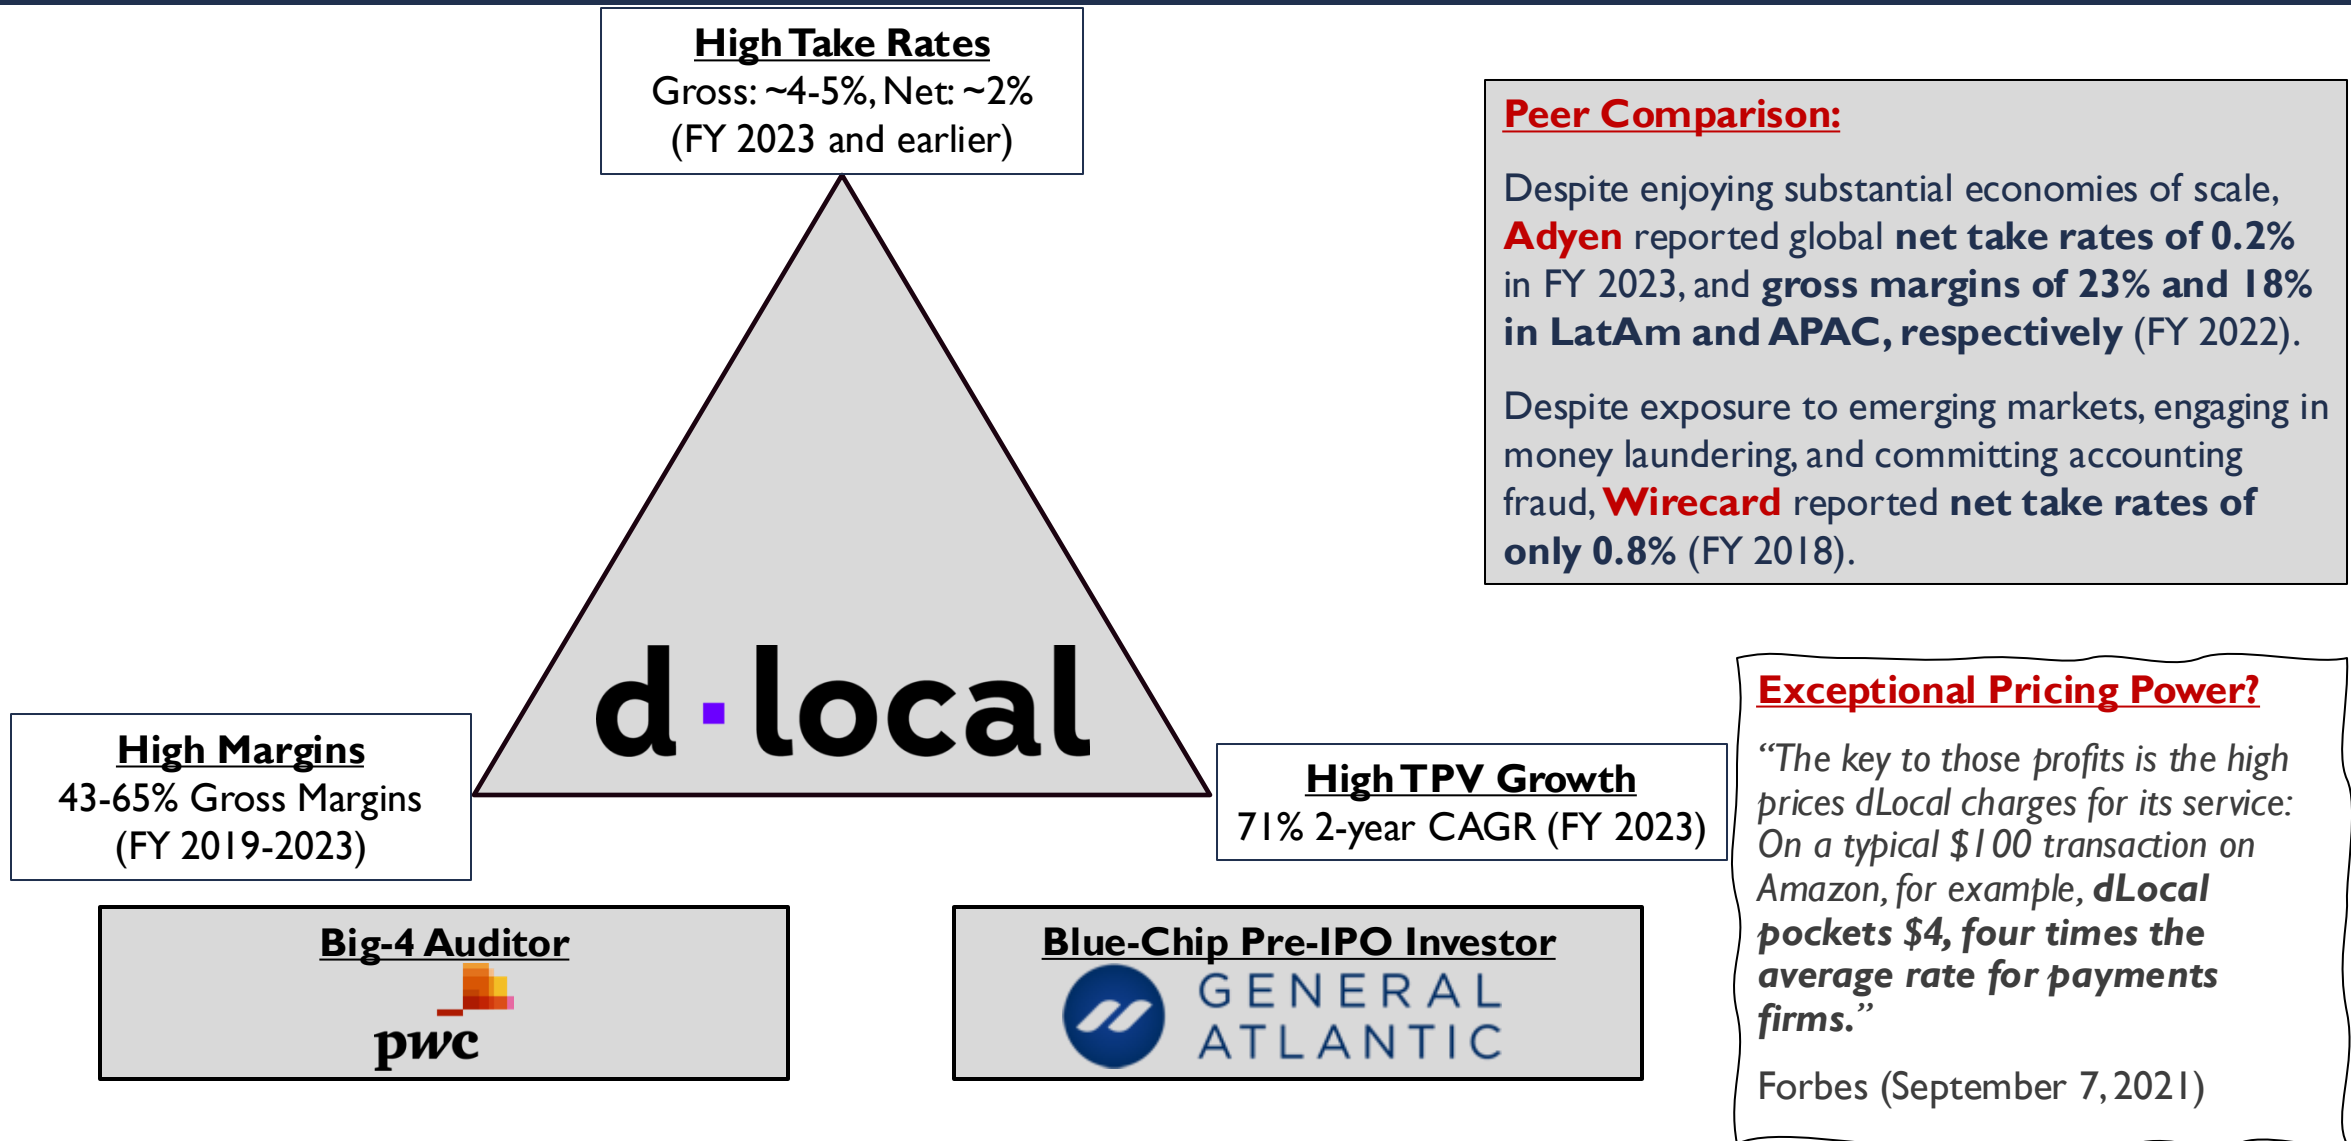 High Take Rates
Gross: ~4-5%, Net: ~2%
(FY 2023 and earlier)
Peer Comparison:
Despite enjoying substantial economies of scale,
Adyen reported global net take rates of 0.2%
in FY 2023, and gross margins of 23% and 18%
in LatAm and APAC, respectively (FY 2022).
Despite exposure to emerging markets, engaging in
money laundering, and committing accounting
fraud, Wirecard reported net take rates of
only 0.8% (FY 2018).
d·local
High Margins
43-65% Gross Margins
(FY 2019-2023)
High TPV Growth
71% 2-year CAGR (FY 2023)
Exceptional Pricing Power?
“The key to those profits is the high
prices dLocal charges for its service:
On a typical $100 transaction on
Amazon, for example, dLocal
pockets $4, four times the
average rate for payments
firms.”
Forbes (September 7, 2021)
Big-4 Auditor
pwc
Blue-Chip Pre-IPO Investor
GENERAL
ATLANTIC